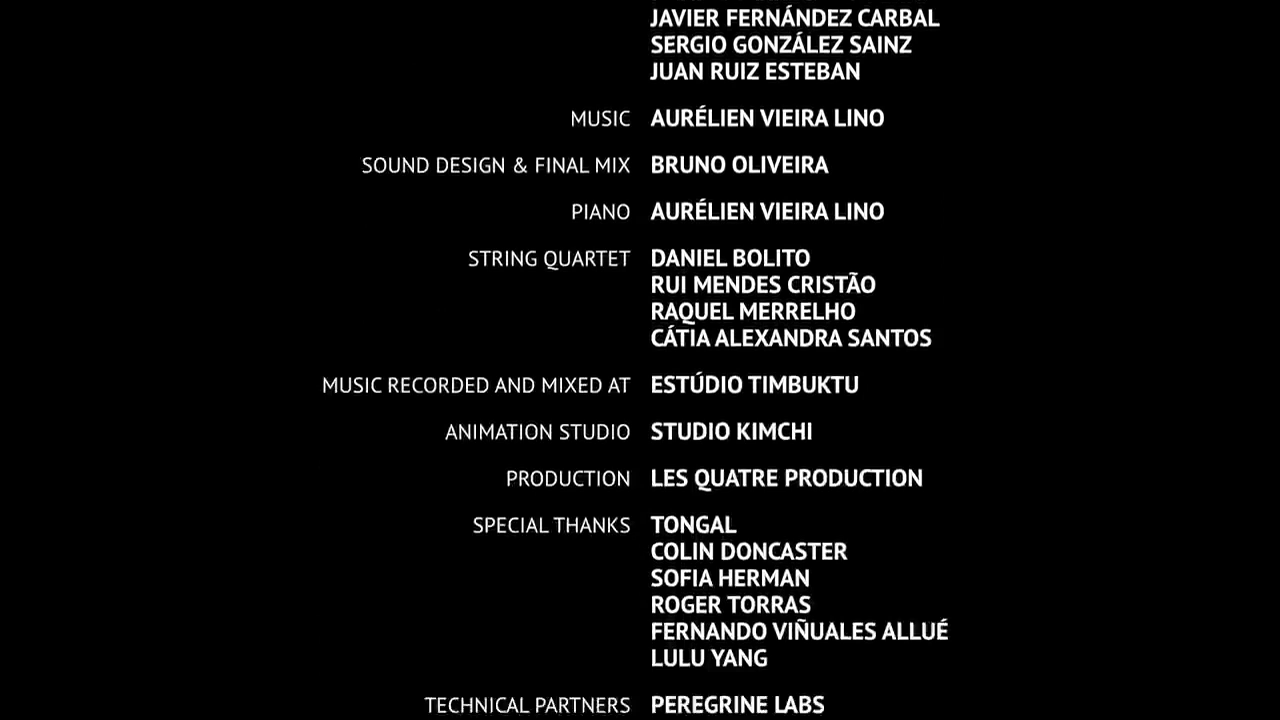 JAVIER FERNÁNDEZ CARBAL
SERGIO GONZÁLEZ SAINZ
JUAN RUIZ ESTEBAN
MUSIC AURÉLIEN VIEIRA LINO
SOUND DESIGN & FINAL MIX BRUNO OLIVEIRA
PIANO AURÉLIEN VIEIRA LINO
STRING QUARTET DANIEL BOLITO
RUI MENDES CRISTÃO
RAQUEL MERRELHO
CÁTIA ALEXANDRA SANTOS
MUSIC RECORDED AND MIXED AT ESTÚDIO TIMBUKTU
ANIMATION STUDIO STUDIO KIMCHI
PRODUCTION LES QUATRE PRODUCTION
SPECIAL THANKS TONGAL
COLIN DONCASTER
SOFIA HERMAN
ROGER TORRAS
FERNANDO VIÑUALES ALLUÉ
LULU YANG
TECHNICAL PARTNERS PEREGRINE LABS